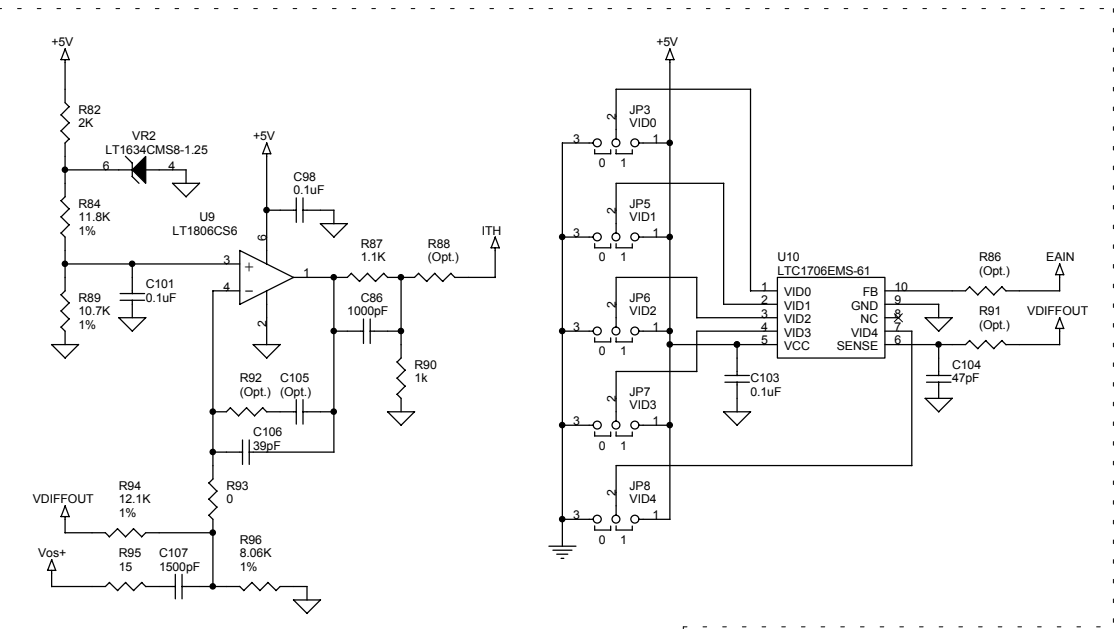 +5V
R82
2K
VR2
LT1634CMS8-1.25
6
4
+5V
R84
11.8K
1%
U9
LT1806CS6
C98
0.1uF
6
3
4
1
2
R89
10.7K
1%
C101
0.1uF
R87
1.1K
R88
(Opt.)
ITH
C86
1000pF
R90
1k
R92
(Opt.)
C105
(Opt.)
C106
39pF
R93
0
VDIFFOUT
R94
12.1K
1%
Vos+
R95
15
C107
1500pF
R96
8.06K
1%
+5V
JP3
VID0
2
3
1
0
1
JP5
VID1
2
3
1
0
1
JP6
VID2
2
3
1
0
1
JP7
VID3
2
3
1
0
1
JP8
VID4
2
3
1
0
1
U10
LTC1706EMS-61
1
VID0
FB
10
2
VID1
GND
9
3
VID2
NC
8
4
VID3
VID4
7
5
VCC
SENSE
6
C103
0.1uF
R86
(Opt.)
EAIN
R91
(Opt.)
VDIFFOUT
C104
47pF